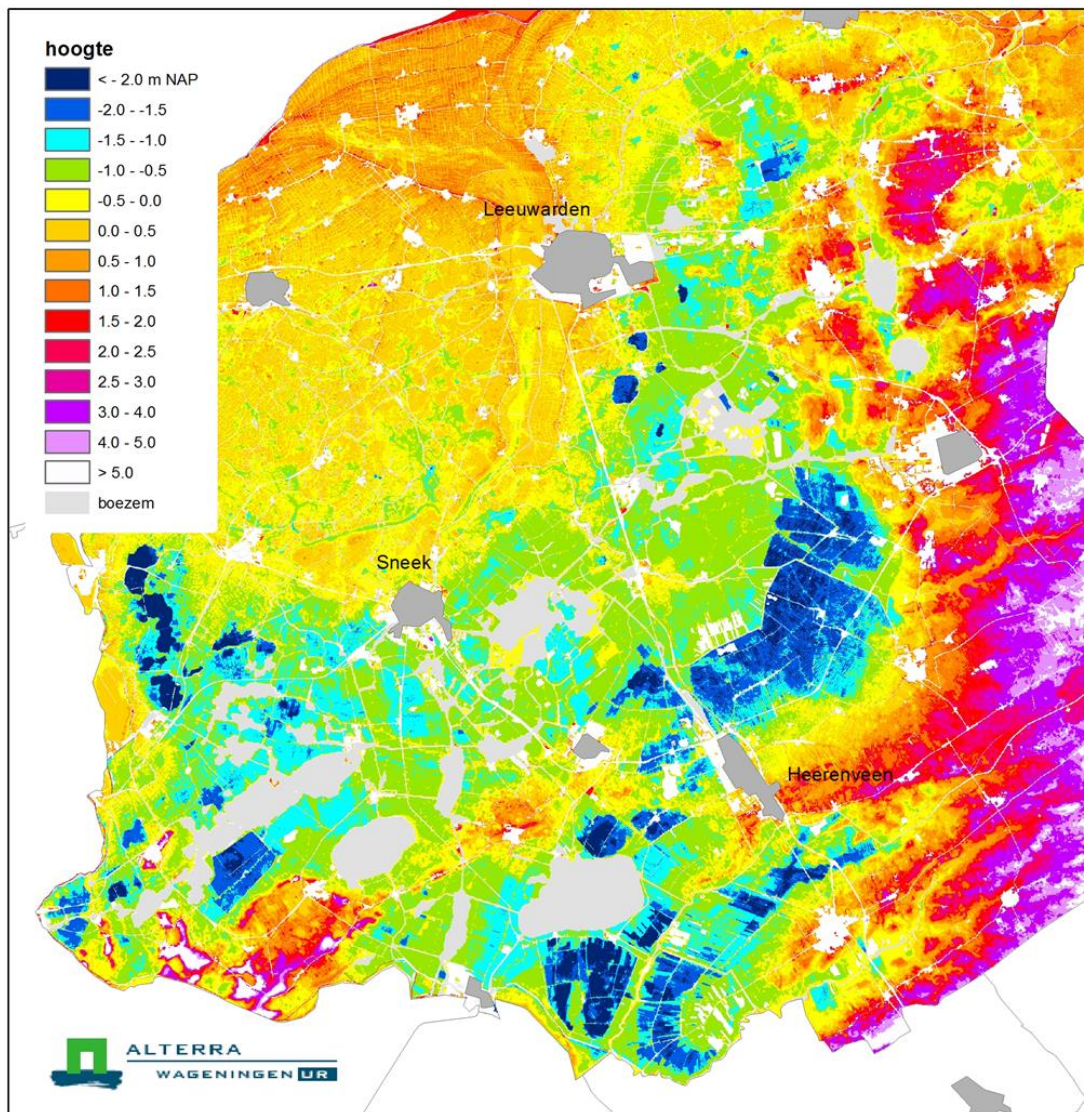 hoogte
< - 2.0 m NAP
-2.0 - -1.5
-1.5 - -1.0
-1.0 - -0.5
-0.5 - 0.0
0.0 - 0.5
0.5 - 1.0
1.0 - 1.5
1.5 - 2.0
2.0 - 2.5
2.5 - 3.0
3.0 - 4.0
4.0 - 5.0
> 5.0
boezem
Leeuwarden
Sneek
Heerenveen
ALTERRA
WAGENINGEN UR